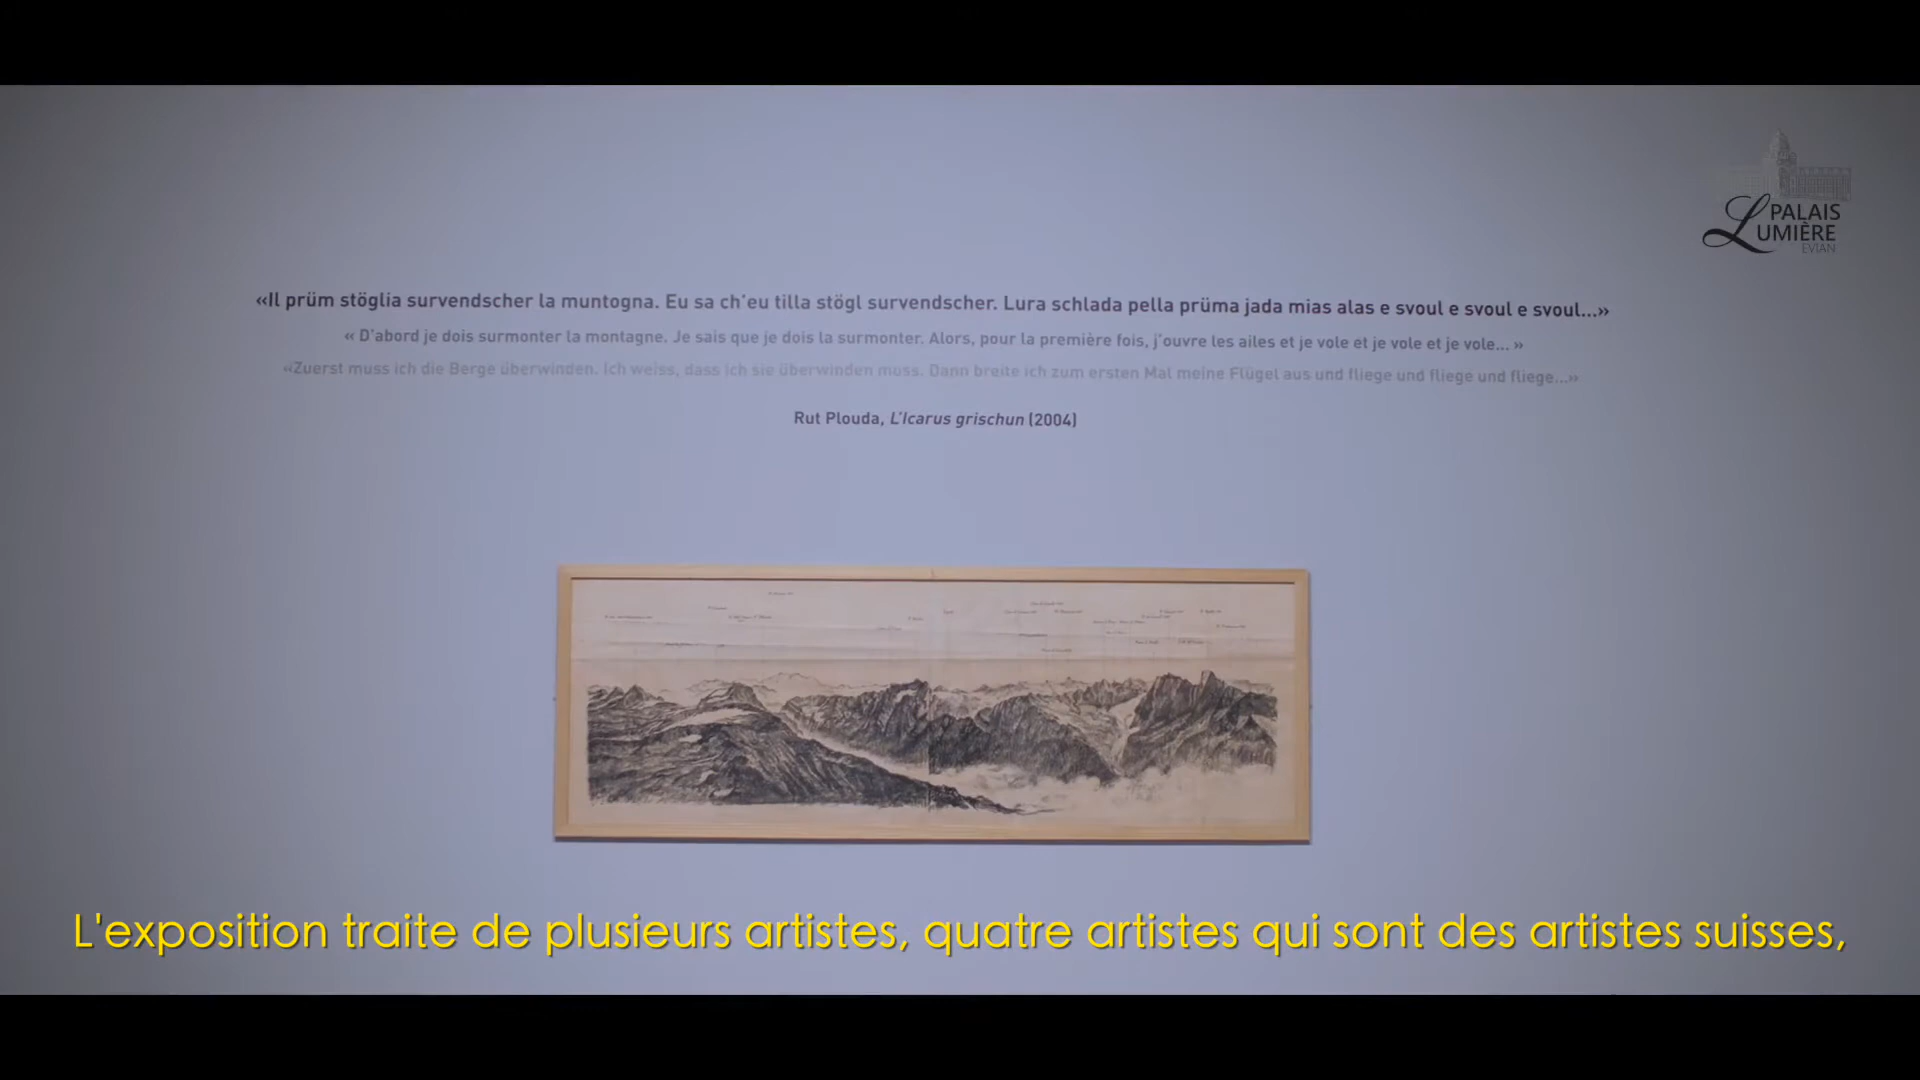 PALAIS
LUMIÈRE
EVIAN
«Il prüm stöglia survendscher la muntogna. Eu sa ch'eu tilla stögl survendscher. Lura schlada pella prüma jada mias alas e svoul e svoul e svoul...»
« D'abord je dois surmonter la montagne. Je sais que je dois la surmonter. Alors, pour la première fois, j'ouvre les ailes et je vole et je vole et je vole... »
«Zuerst muss ich die Berge überwinden. Ich weiss, dass ich sie überwinden muss. Dann breite ich zum ersten Mal meine Flügel aus und fliege und fliege und fliege...»
Rut Plouda, L'Icarus grischun (2004)
L'exposition traite de plusieurs artistes, quatre artistes qui sont des artistes suisses,